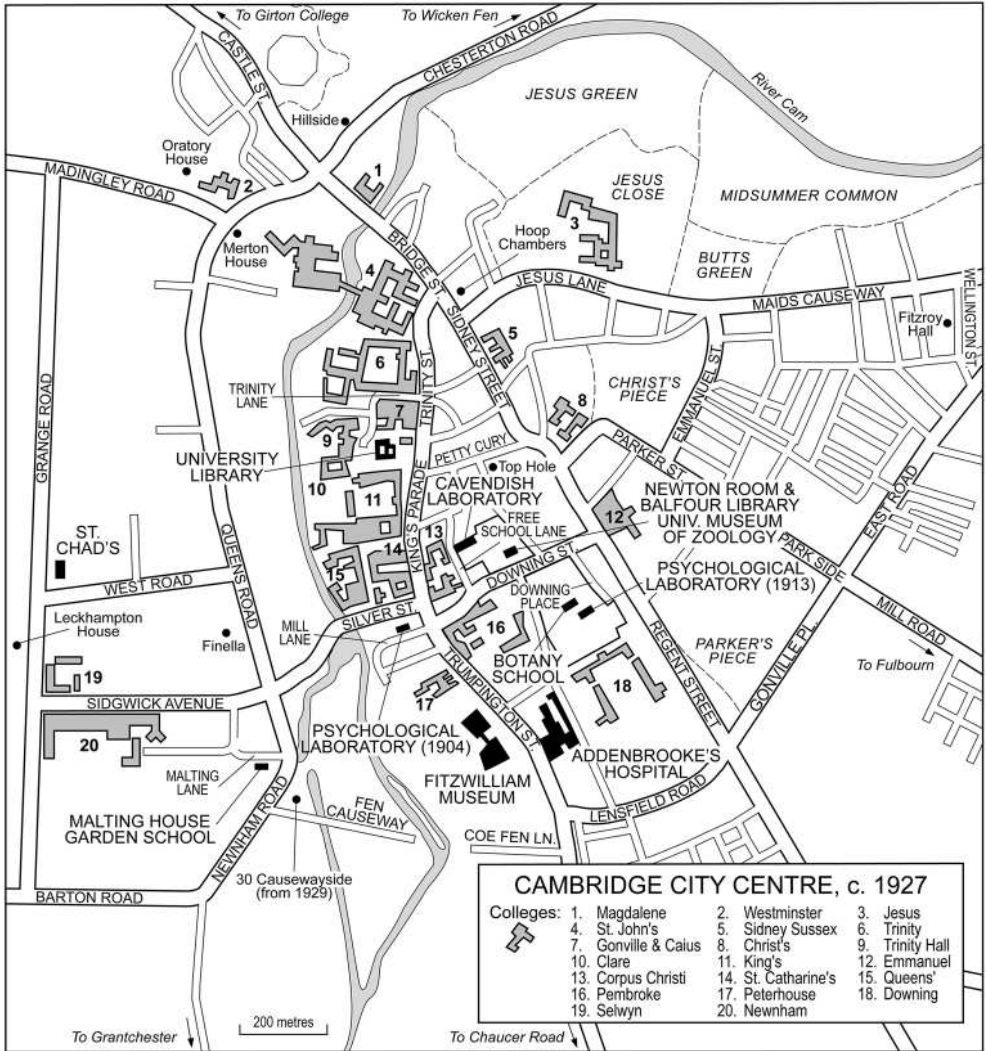 To Girton College
To Wicken Fen
CASTLE ST.
CHESTERTON ROAD
River Cam
JESUS GREEN
Hillside
Oratory
House
MADINGLEY ROAD
2
1
JESUS
CLOSE
MIDSUMMER COMMON
3
Merton
House
BRIDGE ST.
Hoop
Chambers
BUTTS
GREEN
4
JESUS LANE
MAIDS CAUSEWAY
WELLINGTON ST.
SIDNEY STREET
Fitzroy
Hall
5
6
TRINITY ST.
EMMANUEL ST.
CHRIST'S
PIECE
TRINITY
LANE
GRANGE ROAD
7
8
9
PETTY CURY
PARKER ST.
UNIVERSITY
LIBRARY
Top Hole
10
CAVENDISH
LABORATORY
NEWTON ROOM &
BALFOUR LIBRARY
UNIV. MUSEUM
OF ZOOLOGY
EAST ROAD
11
KING'S PARADE
FREE
SCHOOL LANE
12
ST.
CHAD'S
QUEENS ROAD
13
PARK SIDE
14
DOWNING ST.
PSYCHOLOGICAL
LABORATORY (1913)
WEST ROAD
15
SILVER ST.
DOWNING
PLACE
MILL ROAD
Leckhampton
House
MILL
LANE
Finella
16
REGENT STREET
PARKER'S
PIECE
GONVILLE PL.
To Fulbourn
BOTANY
SCHOOL
19
TRUMPINGTON ST.
17
18
SIDGWICK AVENUE
20
PSYCHOLOGICAL
LABORATORY (1904)
ADDENBROOKE'S
HOSPITAL
MALTING
LANE
FITZWILLIAM
MUSEUM
LENSFIELD ROAD
MALTING HOUSE
GARDEN SCHOOL
NEWNHAM ROAD
FEN
CAUSEWAY
COE FEN LN.
30 Causewayside
(from 1929)
BARTON ROAD
CAMBRIDGE CITY CENTRE, c. 1927
Colleges: 1. Magdalene 2. Westminster 3. Jesus
4. St. John's 5. Sidney Sussex 6. Trinity
7. Gonville & Caius 8. Christ's 9. Trinity Hall
10. Clare 11. King's 12. Emmanuel
13. Corpus Christi 14. St. Catharine's 15. Queens'
16. Pembroke 17. Peterhouse 18. Downing
19. Selwyn 20. Newnham
200 metres
To Grantchester
To Chaucer Road